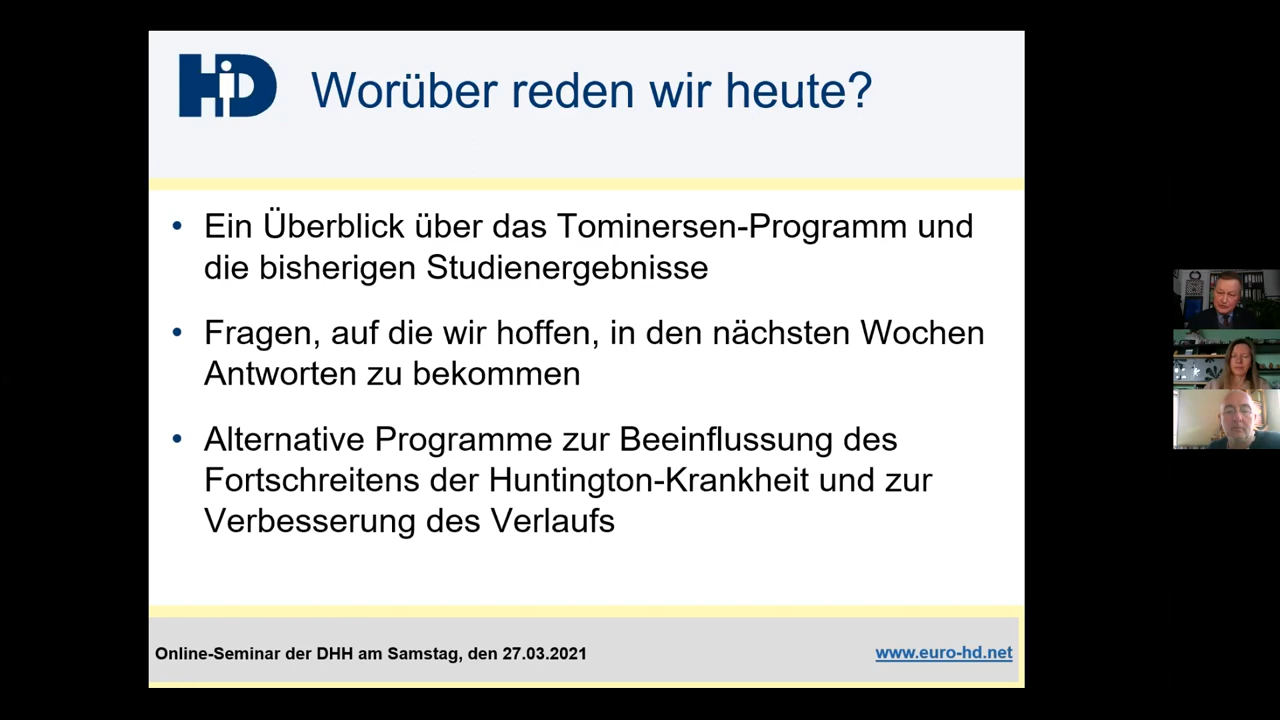 HD
Worüber reden wir heute?
• Ein Überblick über das Tominersen-Programm und
die bisherigen Studienergebnisse
• Fragen, auf die wir hoffen, in den nächsten Wochen
Antworten zu bekommen
• Alternative Programme zur Beeinflussung des
Fortschreitens der Huntington-Krankheit und zur
Verbesserung des Verlaufs
Online-Seminar der DHH am Samstag, den 27.03.2021
www.euro-hd.net